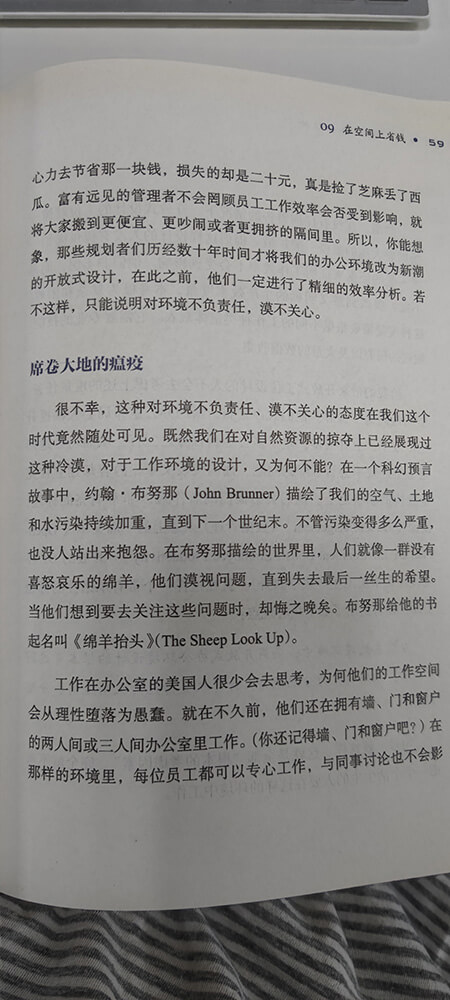 09 在空间上省钱 • 59
心力去节省那一块钱，损失的却是二十元，真是捡了芝麻丢了西
瓜。富有远见的管理者不会罔顾员工工作效率会否受到影响，就
将大家搬到更便宜、更吵闹或者更拥挤的隔间里。所以，你能想
象，那些规划者们历经数十年时间才将我们的办公环境改为新潮
的开放式设计，在此之前，他们一定进行了精细的效率分析。若
不这样，只能说明对环境不负责任，漠不关心。
席卷大地的瘟疫
很不幸，这种对环境不负责任、漠不关心的态度在我们这个
时代竟然随处可见。既然我们在对自然资源的掠夺上已经展现过
这种冷漠，对于工作环境的设计，又为何不能？在一个科幻预言
故事中，约翰·布努那（John Brunner）描绘了我们的空气、土地
和水污染持续加重，直到下一个世纪末。不管污染变得多么严重，
也没人站出来抱怨。在布努那描绘的世界里，人们就像一群没有
喜怒哀乐的绵羊，他们漠视问题，直到失去最后一丝生的希望。
当他们想到要去关注这些问题时，却悔之晚矣。布努那给他的书
起名叫《绵羊抬头》（The Sheep Look Up）。
工作在办公室的美国人很少会去思考，为何他们的工作空间
会从理性堕落为愚蠢。就在不久前，他们还在拥有墙、门和窗户
的两人间或三人间办公室里工作。（你还记得墙、门和窗户吧？）在
那样的环境里，每位员工都可以专心工作，与同事讨论也不会影